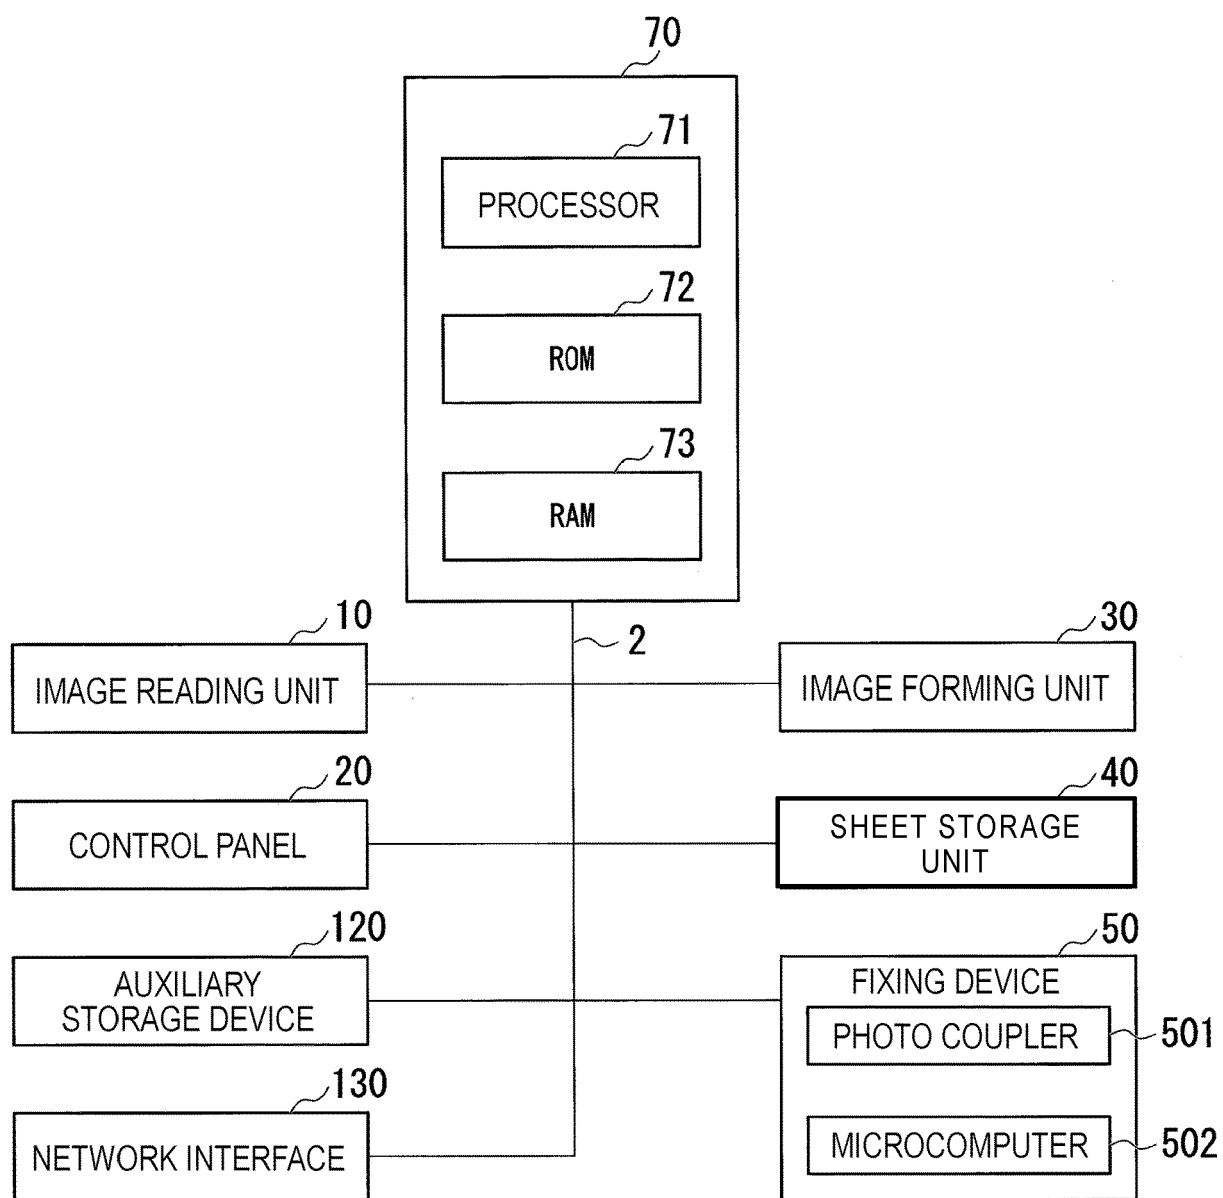 70
71
PROCESSOR
72
ROM
73
RAM
10
2
30
IMAGE READING UNIT
IMAGE FORMING UNIT
20
40
CONTROL PANEL
SHEET STORAGE
UNIT
120
50
AUXILIARY
STORAGE DEVICE
FIXING DEVICE
PHOTO COUPLER
501
130
NETWORK INTERFACE
MICROCOMPUTER
502